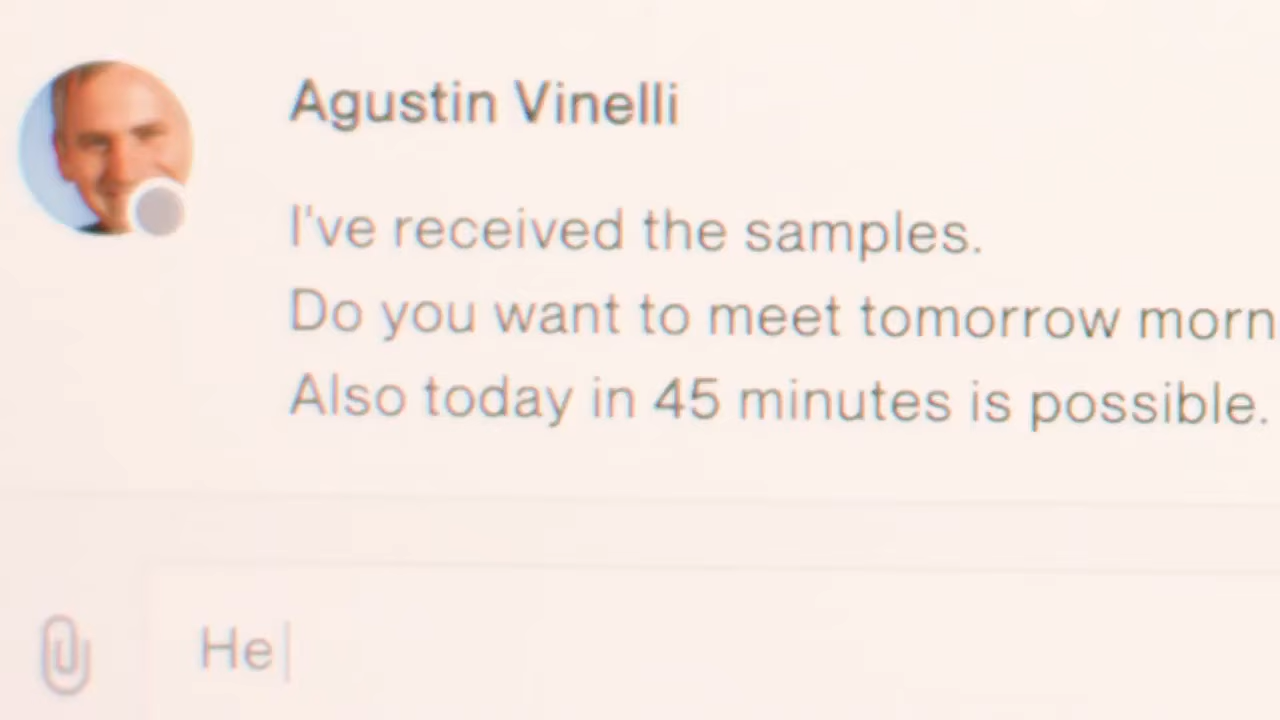 Agustin Vinelli
I've received the samples.
Do you want to meet tomorrow morn
Also today in 45 minutes is possible.
He